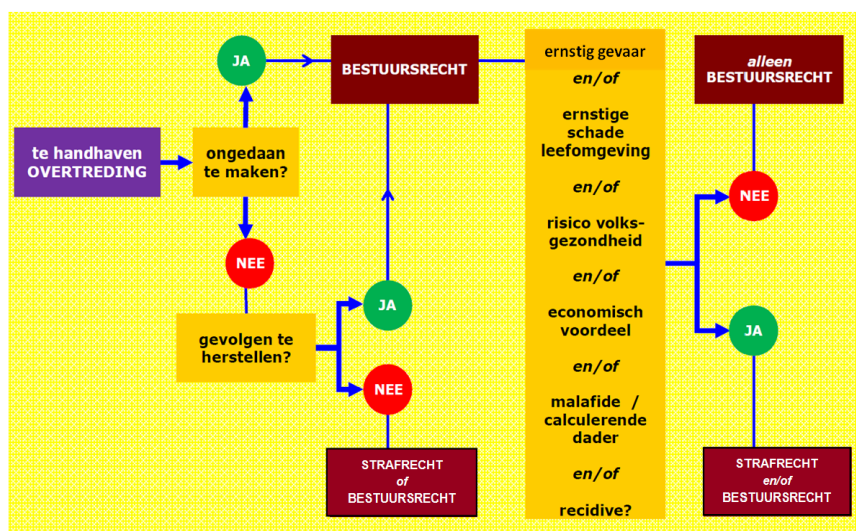 te handhaven
OVERTREDING
ongedaan
te maken?
JA
NEE
gevolgen te
herstellen?
JA
NEE
BESTUURSRECHT
STRAFRECHT
of
BESTUURSRECHT
ernstig gevaar
en/of
ernstige
schade
leefomgeving
en/of
risico volks-
gezondheid
en/of
economisch
voordeel
en/of
malafide /
calculerende
dader
en/of
recidive?
NEE
alleen
BESTUURSRECHT
JA
STRAFRECHT
en/of
BESTUURSRECHT